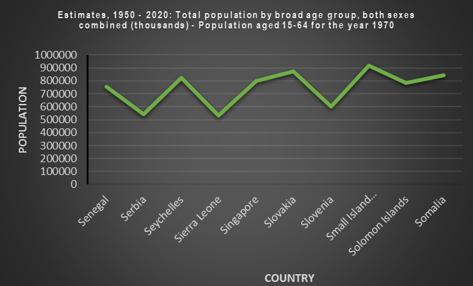 Estimates, 1950 - 2020: Total population by broad age group, both sexes
combined (thousands) - Population aged 15-64 for the year 1970
POPULATION
1000000
900000
800000
700000
600000
500000
400000
300000
200000
100000
0
Senegal
Serbia
Seychelles
Sierra Leone
Singapore
Slovakia
Slovenia
Small Island...
Solomon Islands
Somalia
COUNTRY